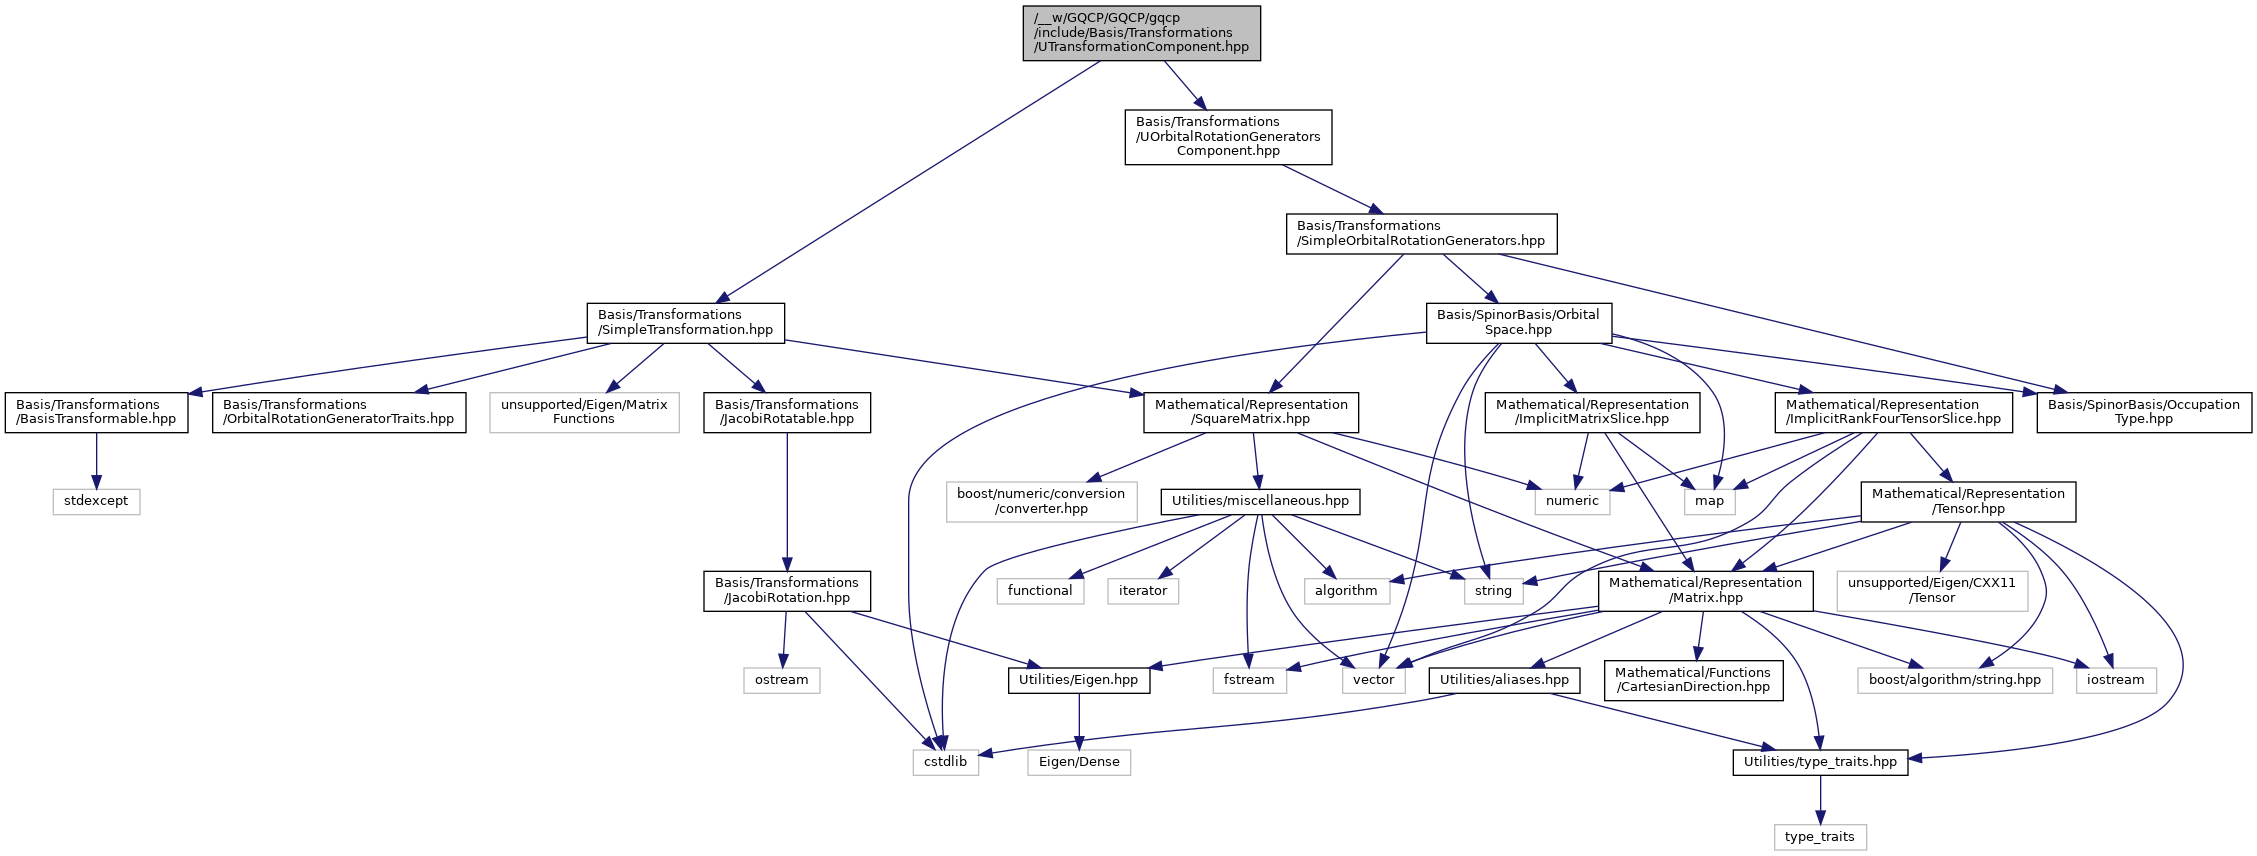 /__w/GQCP/GQCP/gqcp
/include/Basis/Transformations
/UTransformationComponent.hpp
Basis/Transformations
/UOrbitalRotationGenerators
Component.hpp
Basis/Transformations
/SimpleOrbitalRotationGenerators.hpp
Basis/Transformations
/SimpleTransformation.hpp
Basis/SpinorBasis/Orbital
Space.hpp
Basis/Transformations
/BasisTransformable.hpp
Basis/Transformations
/OrbitalRotationGeneratorTraits.hpp
unsupported/Eigen/Matrix
Functions
Basis/Transformations
/JacobiRotatable.hpp
Mathematical/Representation
/SquareMatrix.hpp
Mathematical/Representation
/ImplicitMatrixSlice.hpp
Mathematical/Representation
/ImplicitRankFourTensorSlice.hpp
Basis/SpinorBasis/Occupation
Type.hpp
stdexcept
boost/numeric/conversion
/converter.hpp
Utilities/miscellaneous.hpp
numeric
map
Mathematical/Representation
/Tensor.hpp
Basis/Transformations
/JacobiRotation.hpp
functional
iterator
algorithm
string
Mathematical/Representation
/Matrix.hpp
unsupported/Eigen/CXX11
/Tensor
ostream
Utilities/Eigen.hpp
fstream
vector
Utilities/aliases.hpp
Mathematical/Functions
/CartesianDirection.hpp
boost/algorithm/string.hpp
iostream
cstdlib
Eigen/Dense
Utilities/type_traits.hpp
type_traits